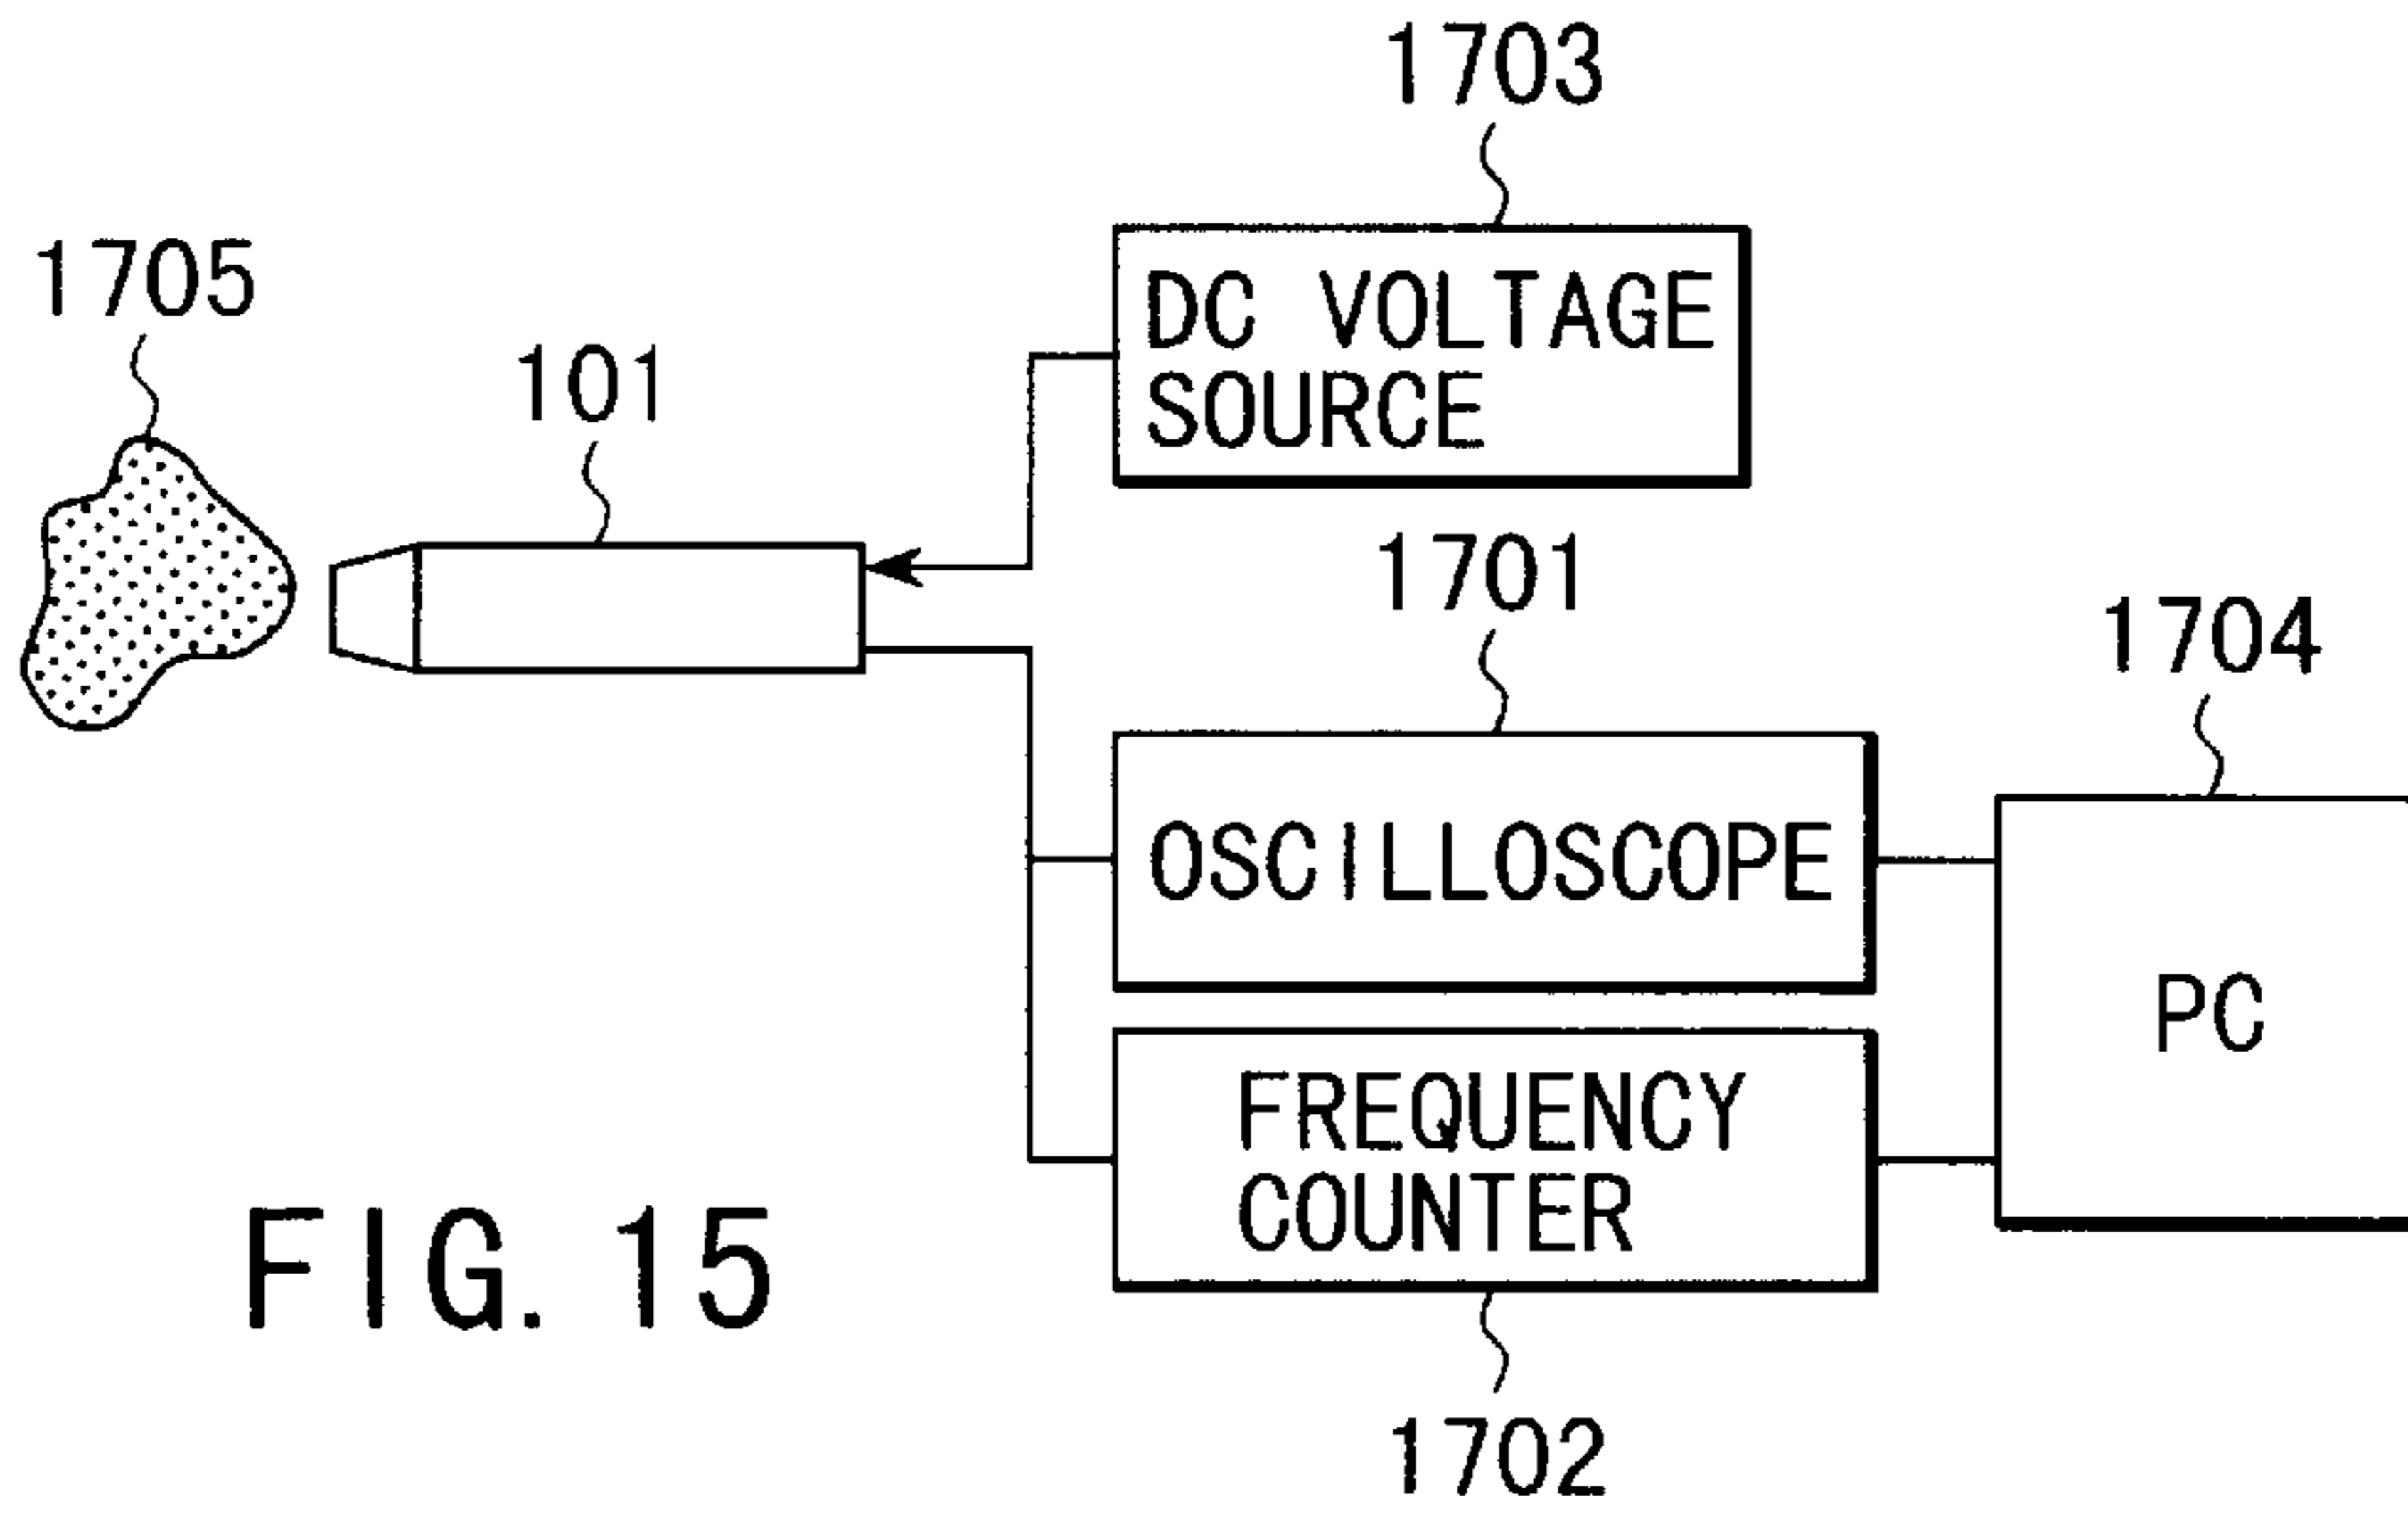 1703
1705
DC VOLTAGE
SOURCE
101
1701
1704
OSCILLOSCOPE
PC
FREQUENCY
COUNTER
FIG. 15
1702